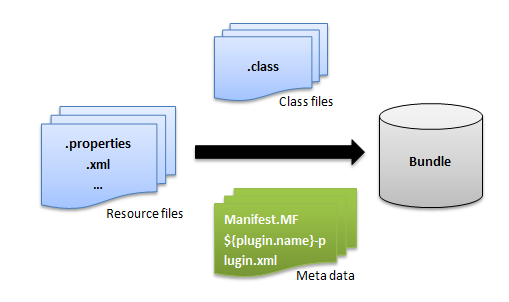 .class
Class files
.properties
.xml
...
Resource files
Bundle
Manifest.MF
${plugin.name}-p
lugin.xml
Meta data